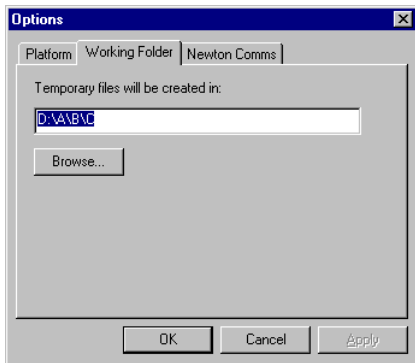 Options
Platform Working Folder Newton Comms
Temporary files will be created in:
D:\A\B\C
Browse...
OK Cancel Apply